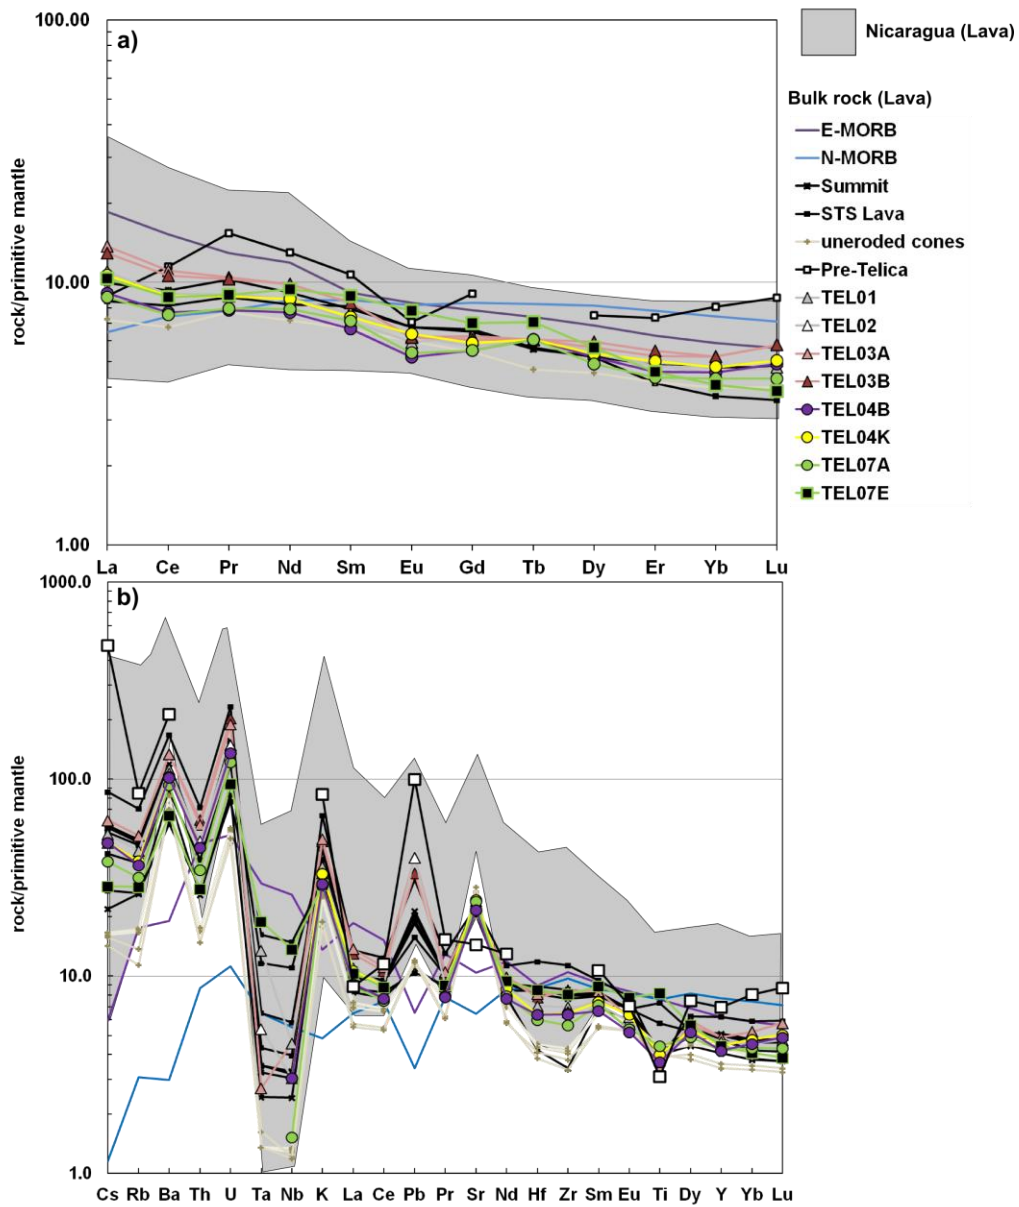 100.00
a)
10.00
1.00
rock/primitive mantle
La Ce Pr Nd Sm Eu Gd Tb Dy Er Yb Lu
Nicaragua (Lava)
Bulk rock (Lava)
E-MORB
N-MORB
Summit
STS Lava
uneroded cones
Pre-Telica
TEL01
TEL02
TEL03A
TEL03B
TEL04B
TEL04K
TEL07A
TEL07E
1000.0
b)
100.0
10.0
1.0
rock/primitive mantle
Cs Rb Ba Th U Ta Nb K La Ce Pb Pr Sr Nd Hf Zr Sm Eu Ti Dy Y Yb Lu